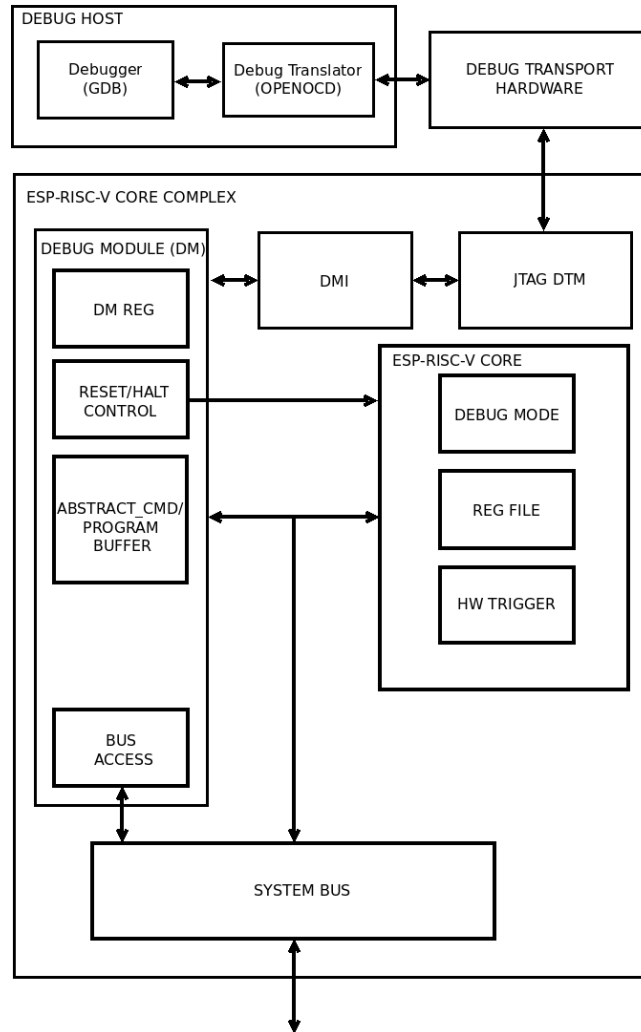 DEBUG HOST
Debugger
(GDB)
Debug Translator
(OPENOCD)
DEBUG TRANSPORT
HARDWARE
ESP-RISC-V CORE COMPLEX
DEBUG MODULE (DM)
DMI
JTAG DTM
DM REG
RESET/HALT
CONTROL
ABSTRACT_CMD/
PROGRAM
BUFFER
BUS
ACCESS
ESP-RISC-V CORE
DEBUG MODE
REG FILE
HW TRIGGER
SYSTEM BUS